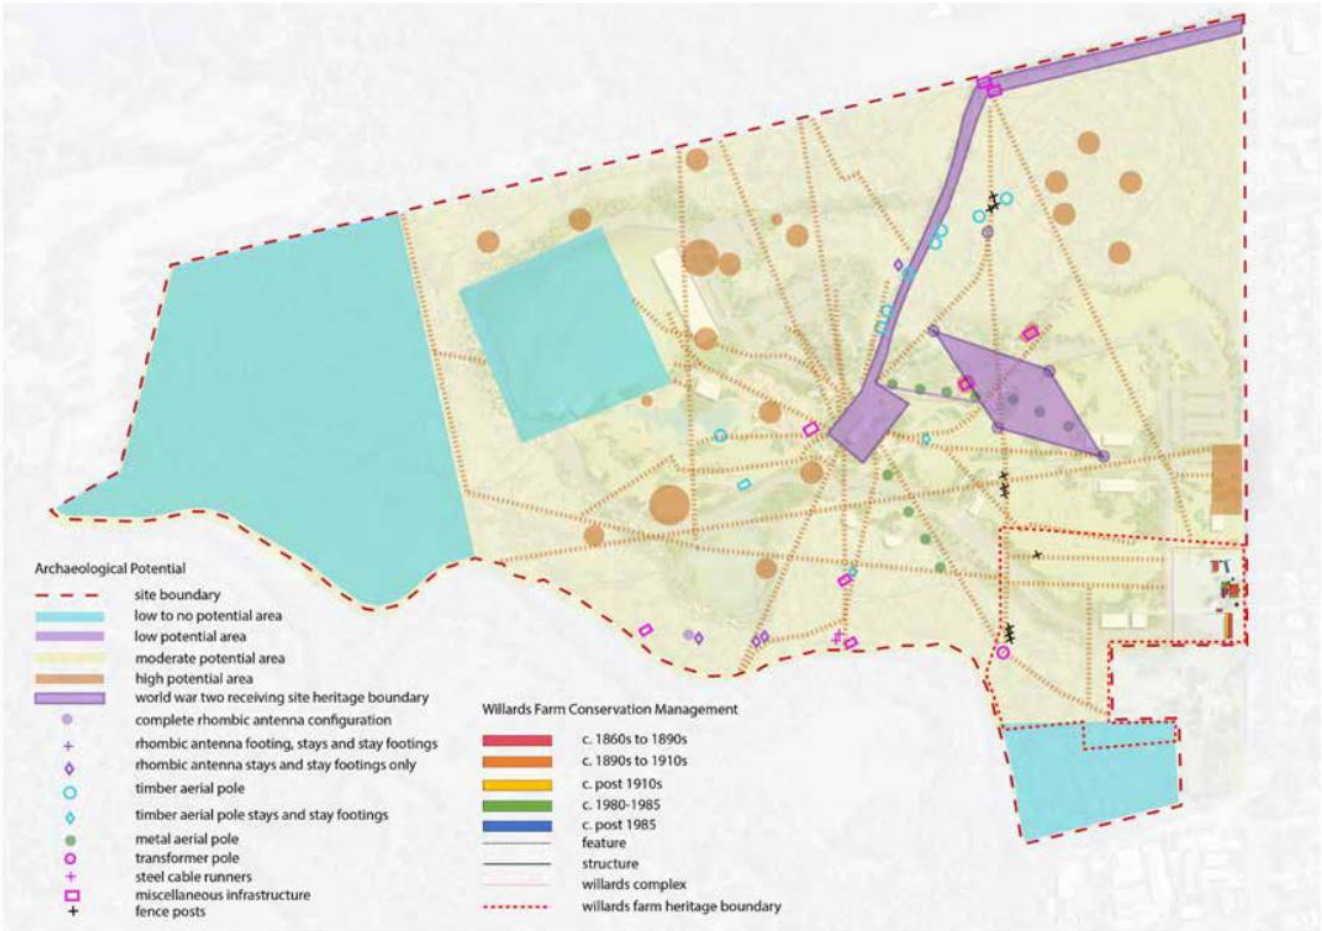 Archaeological Potential
site boundary
low to no potential area
low potential area
moderate potential area
high potential area
world war two receiving site heritage boundary
complete rhombic antenna configuration
rhombic antenna footing, stays and stay footings
rhombic antenna stays and stay footings only
timber aerial pole
timber aerial pole stays and stay footings
metal aerial pole
transformer pole
steel cable runners
miscellaneous infrastructure
fence posts
Willards Farm Conservation Management
c. 1860s to 1890s
c. 1890s to 1910s
c. post 1910s
c. 1980-1985
c. post 1985
feature
structure
willards complex
willards farm heritage boundary